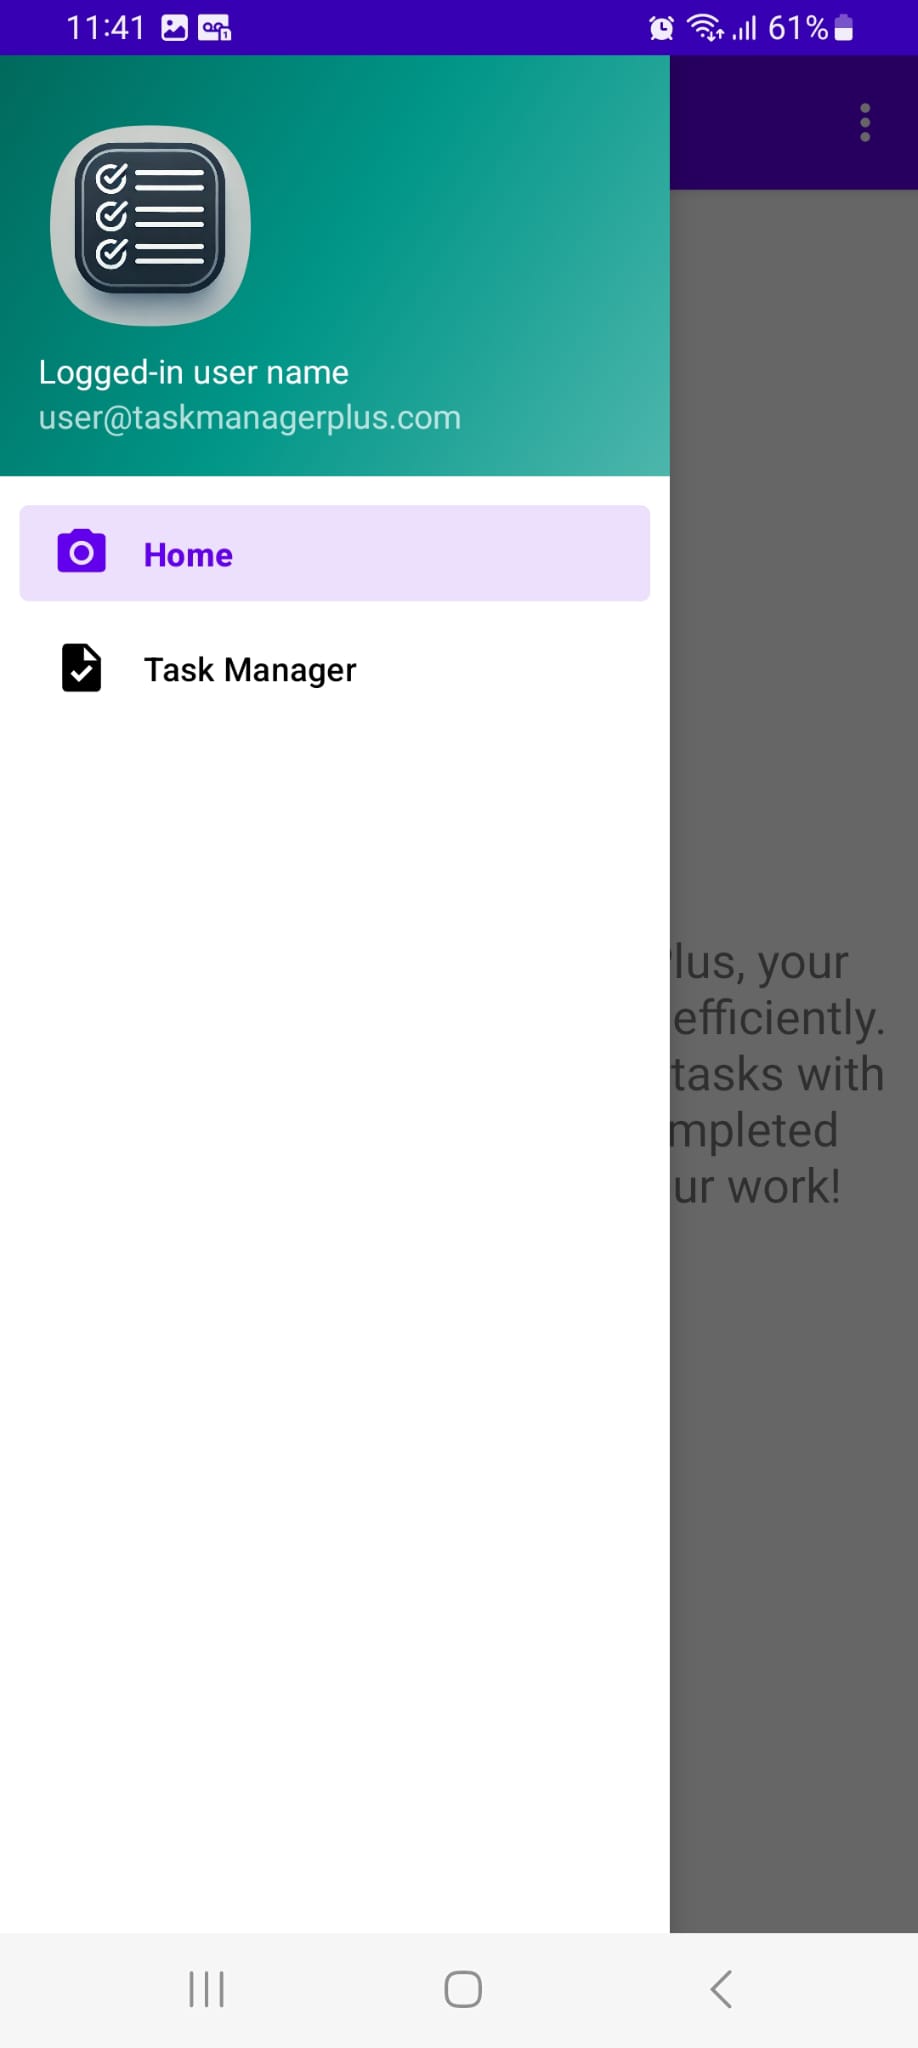 11:41 61%
Logged-in user name
user@taskmanagerplus.com
Home
Task Manager
lus, your
efficiently.
tasks with
mpleted
ur work!